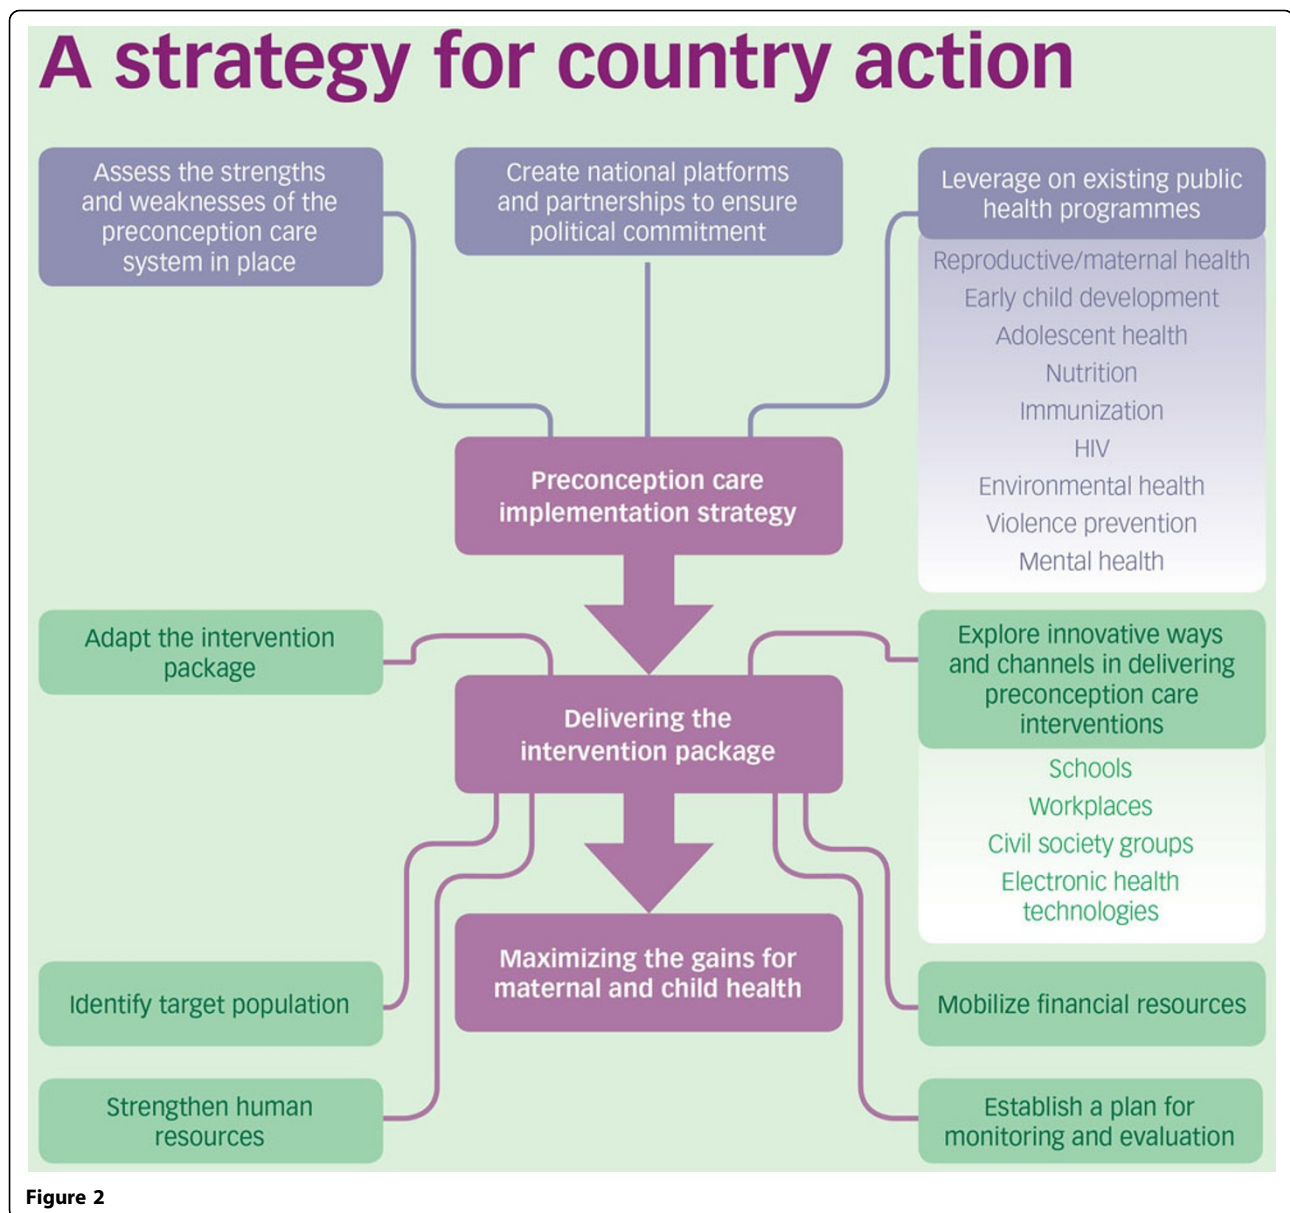 A strategy for country action
Assess the strengths
and weaknesses of the
preconception care
system in place
Create national platforms
and partnerships to ensure
political commitment
Leverage on existing public
health programmes
Reproductive/maternal health
Early child development
Adolescent health
Nutrition
Immunization
HIV
Environmental health
Violence prevention
Mental health
Preconception care
implementation strategy
Adapt the intervention
package
Explore innovative ways
and channels in delivering
preconception care
interventions
Schools
Workplaces
Civil society groups
Electronic health
technologies
Delivering the
intervention package
Maximizing the gains for
maternal and child health
Identify target population
Mobilize financial resources
Strengthen human
resources
Establish a plan for
monitoring and evaluation
Figure 2